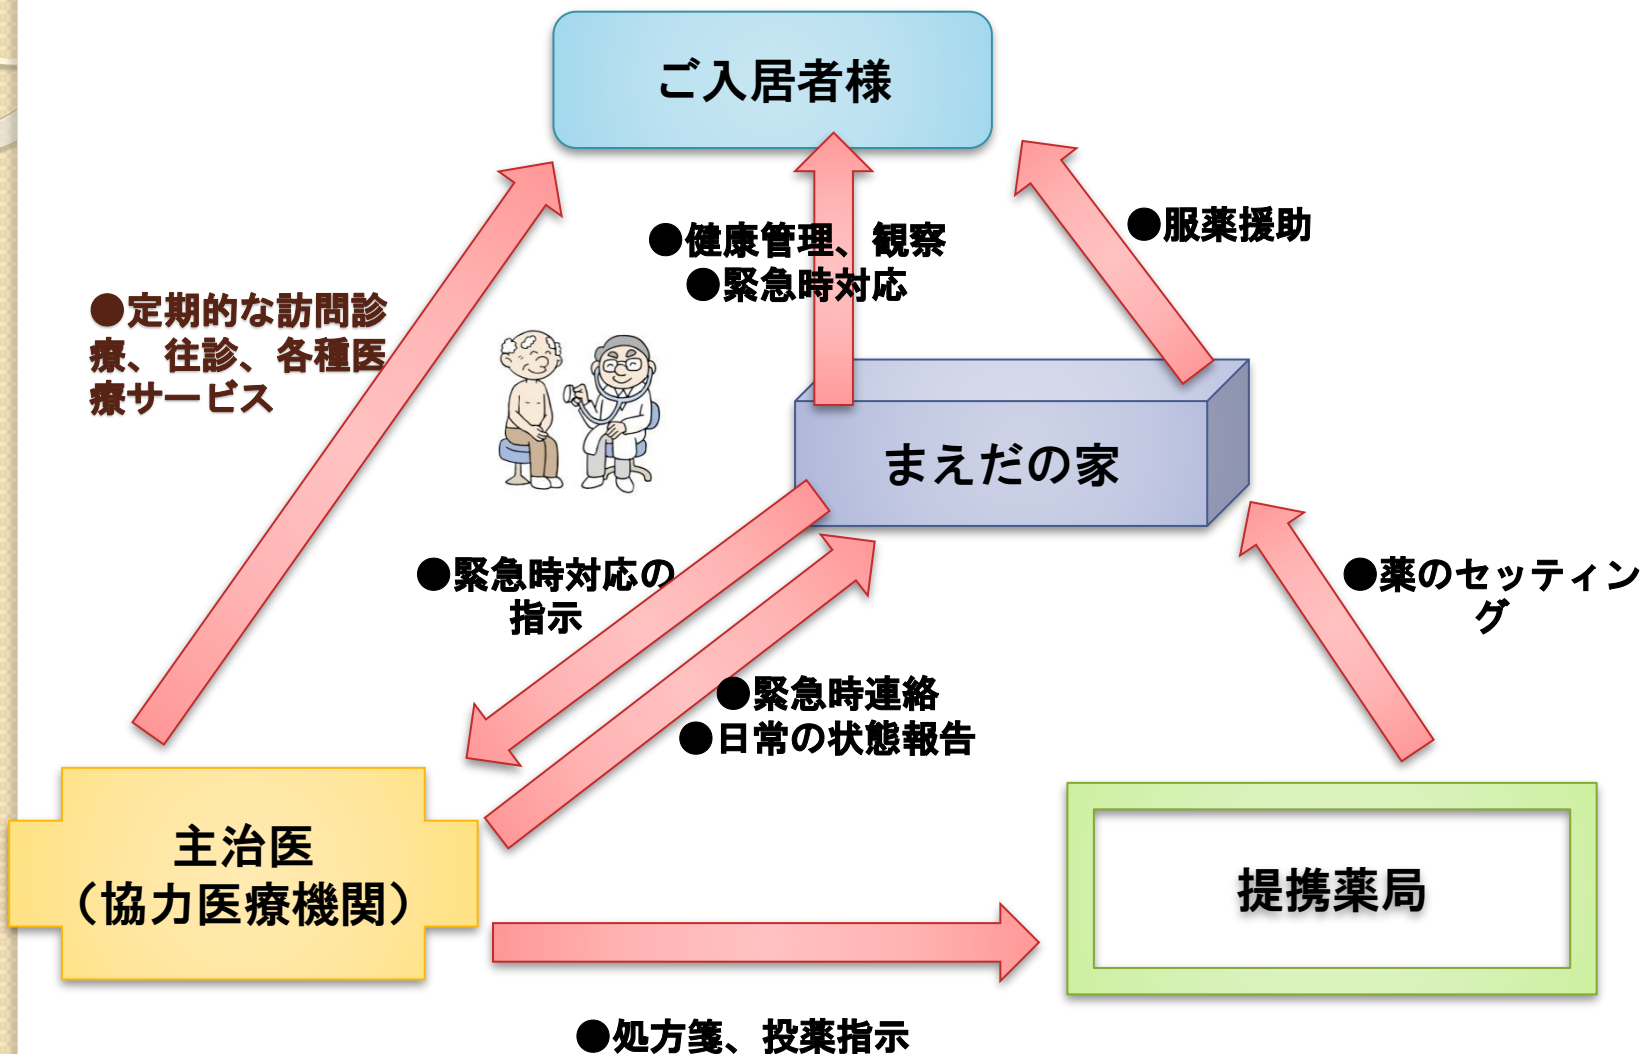 ご入居者様
●健康管理、観察
●緊急時対応
●服薬援助
●定期的な訪問診
療、往診、各種医
療サービス
まえだの家
●緊急時対応の
指示
●薬のセッティン
グ
●緊急時連絡
●日常の状態報告
主治医
（協力医療機関）
提携薬局
●処方箋、投薬指示